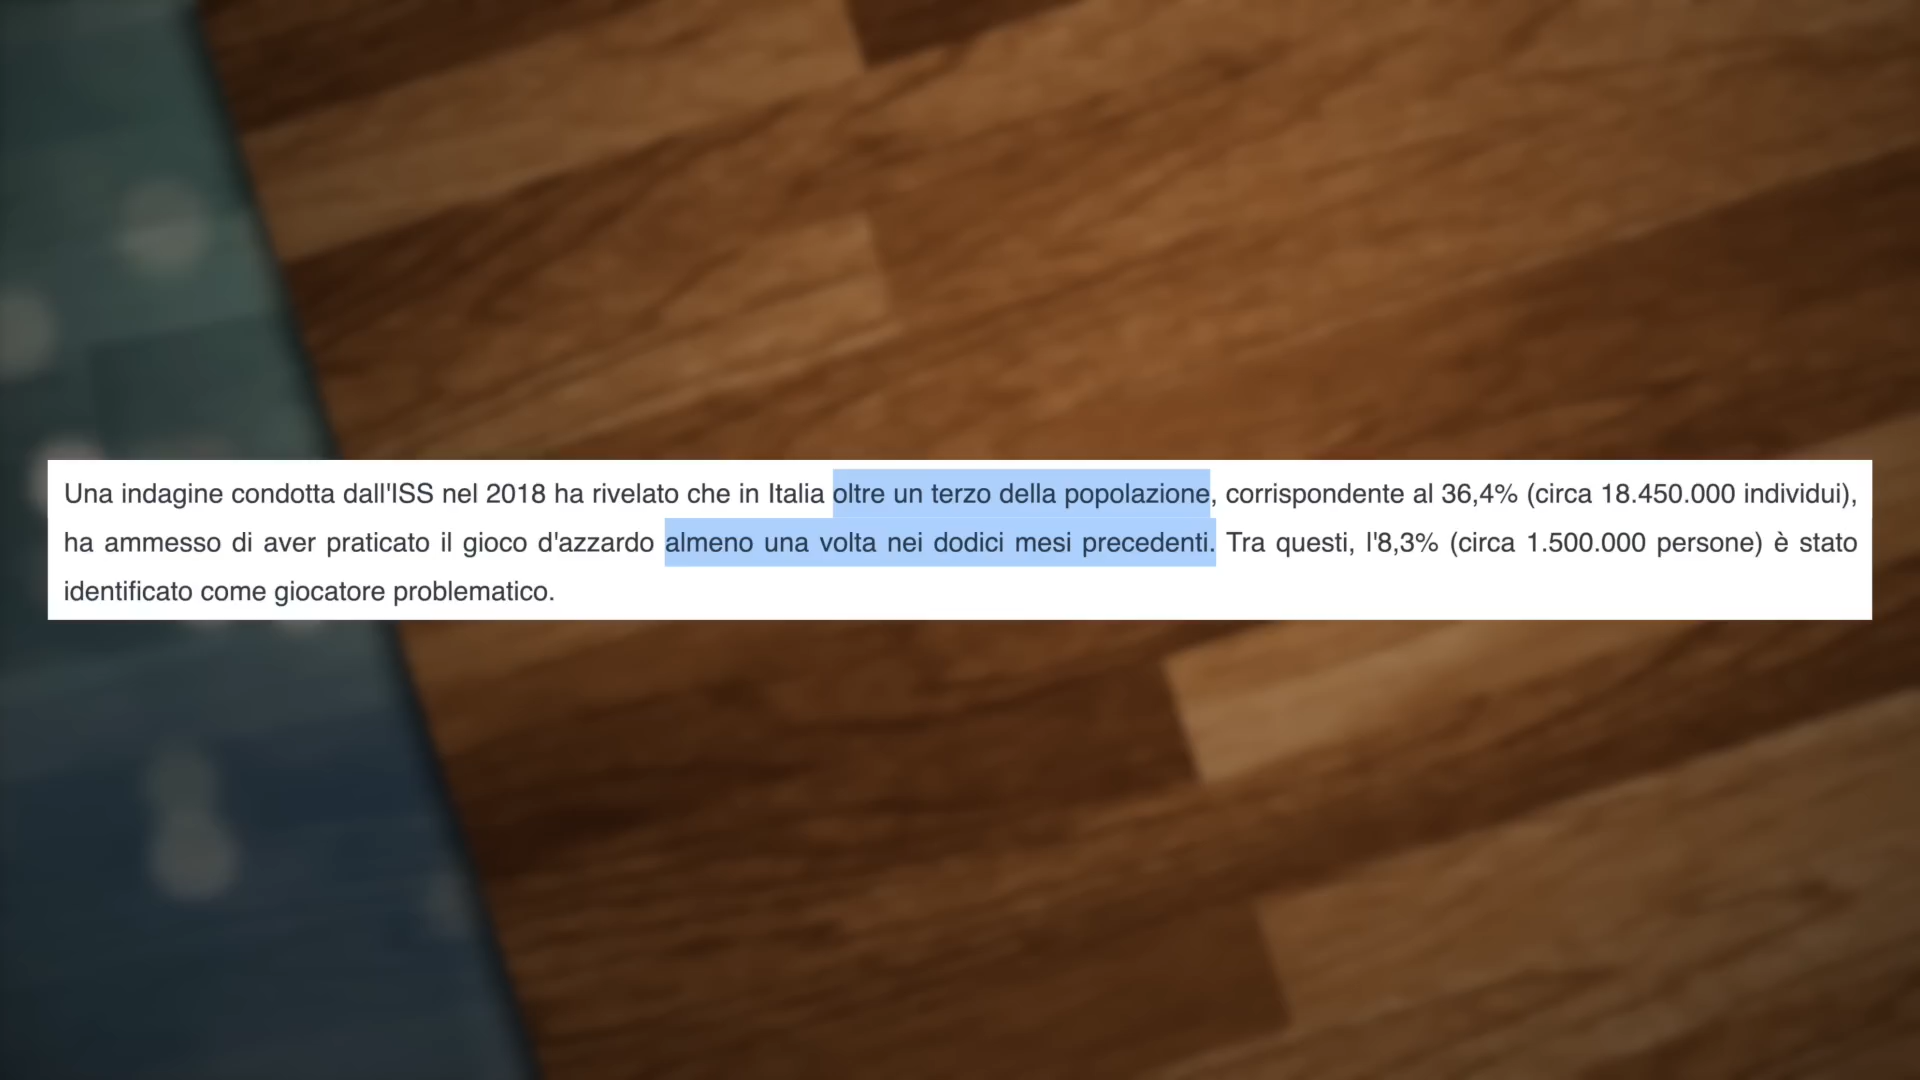 Una indagine condotta dall'ISS nel 2018 ha rivelato che in Italia oltre un terzo della popolazione, corrispondente al 36,4% (circa 18.450.000 individui),
ha ammesso di aver praticato il gioco d'azzardo almeno una volta nei dodici mesi precedenti. Tra questi, l'8,3% (circa 1.500.000 persone) è stato
identificato come giocatore problematico.